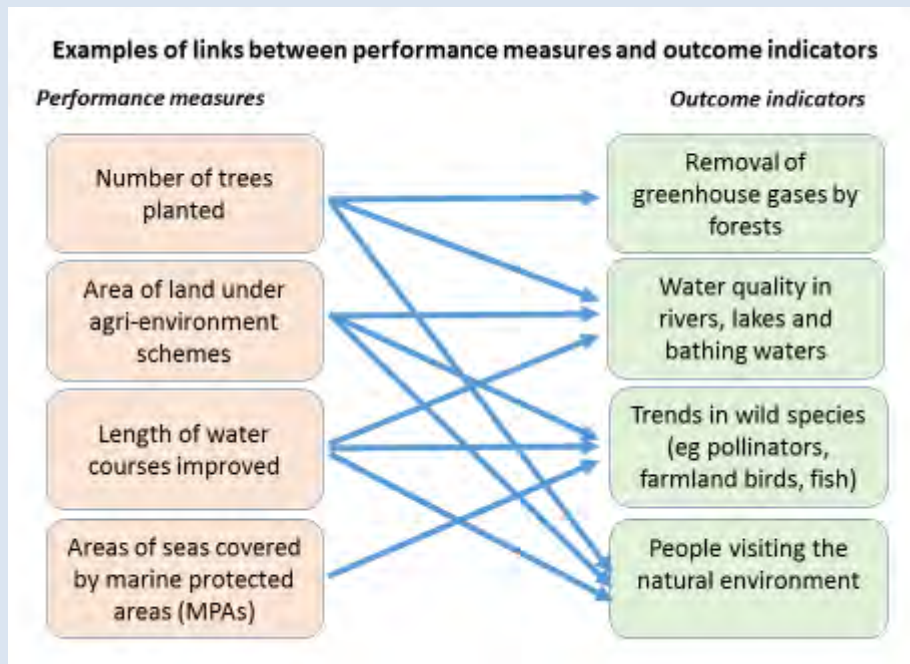 Examples of links between performance measures and outcome indicators
Performance measures
Outcome indicators
Number of trees
planted
Removal of
greenhouse gases by
forests
Area of land under
agri-environment
schemes
Water quality in
rivers, lakes and
bathing waters
Length of water
courses improved
Trends in wild species
(eg pollinators,
farmland birds, fish)
Areas of seas covered
by marine protected
areas (MPAs)
People visiting the
natural environment